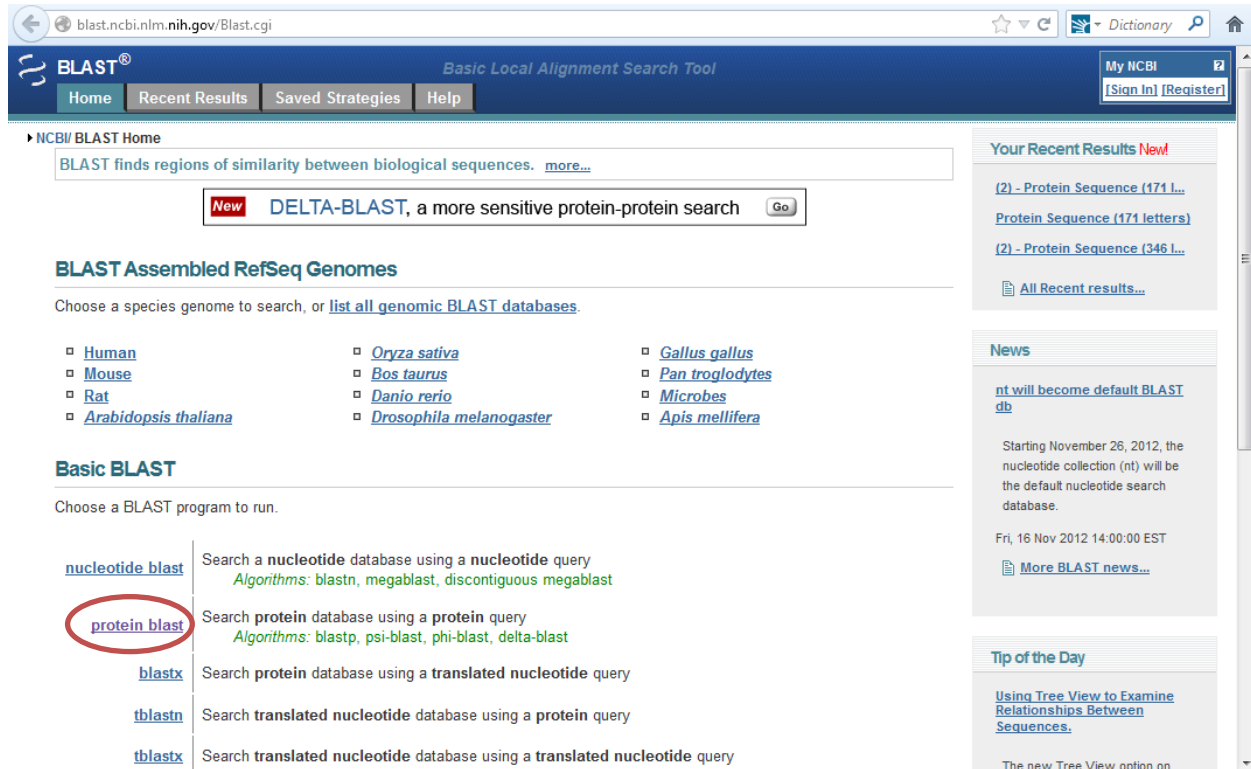 blast.ncbi.nlm.nih.gov/Blast.cgi
Dictionary
BLAST®
Basic Local Alignment Search Tool
My NCBI
[Sign In] [Register]
Home Recent Results Saved Strategies Help
NCBI/ BLAST Home
BLAST finds regions of similarity between biological sequences. more...
New DELTA-BLAST, a more sensitive protein-protein search Go
BLAST Assembled RefSeq Genomes
Choose a species genome to search, or list all genomic BLAST databases.
Human
Mouse
Rat
Arabidopsis thaliana
Oryza sativa
Bos taurus
Danio rerio
Drosophila melanogaster
Gallus gallus
Pan troglodytes
Microbes
Apis mellifera
Basic BLAST
Choose a BLAST program to run.
nucleotide blast Search a nucleotide database using a nucleotide query
Algorithms: blastn, megablast, discontiguous megablast
protein blast Search protein database using a protein query
Algorithms: blastp, psi-blast, phi-blast, delta-blast
blastx Search protein database using a translated nucleotide query
tblastn Search translated nucleotide database using a protein query
tblastx Search translated nucleotide database using a translated nucleotide query
Your Recent Results New!
(2) - Protein Sequence (171 l...
Protein Sequence (171 letters)
(2) - Protein Sequence (346 l...
All Recent results...
News
nt will become default BLAST
db
Starting November 26, 2012, the
nucleotide collection (nt) will be
the default nucleotide search
database.
Fri, 16 Nov 2012 14:00:00 EST
More BLAST news...
Tip of the Day
Using Tree View to Examine
Relationships Between
Sequences.
The new Tree View option on